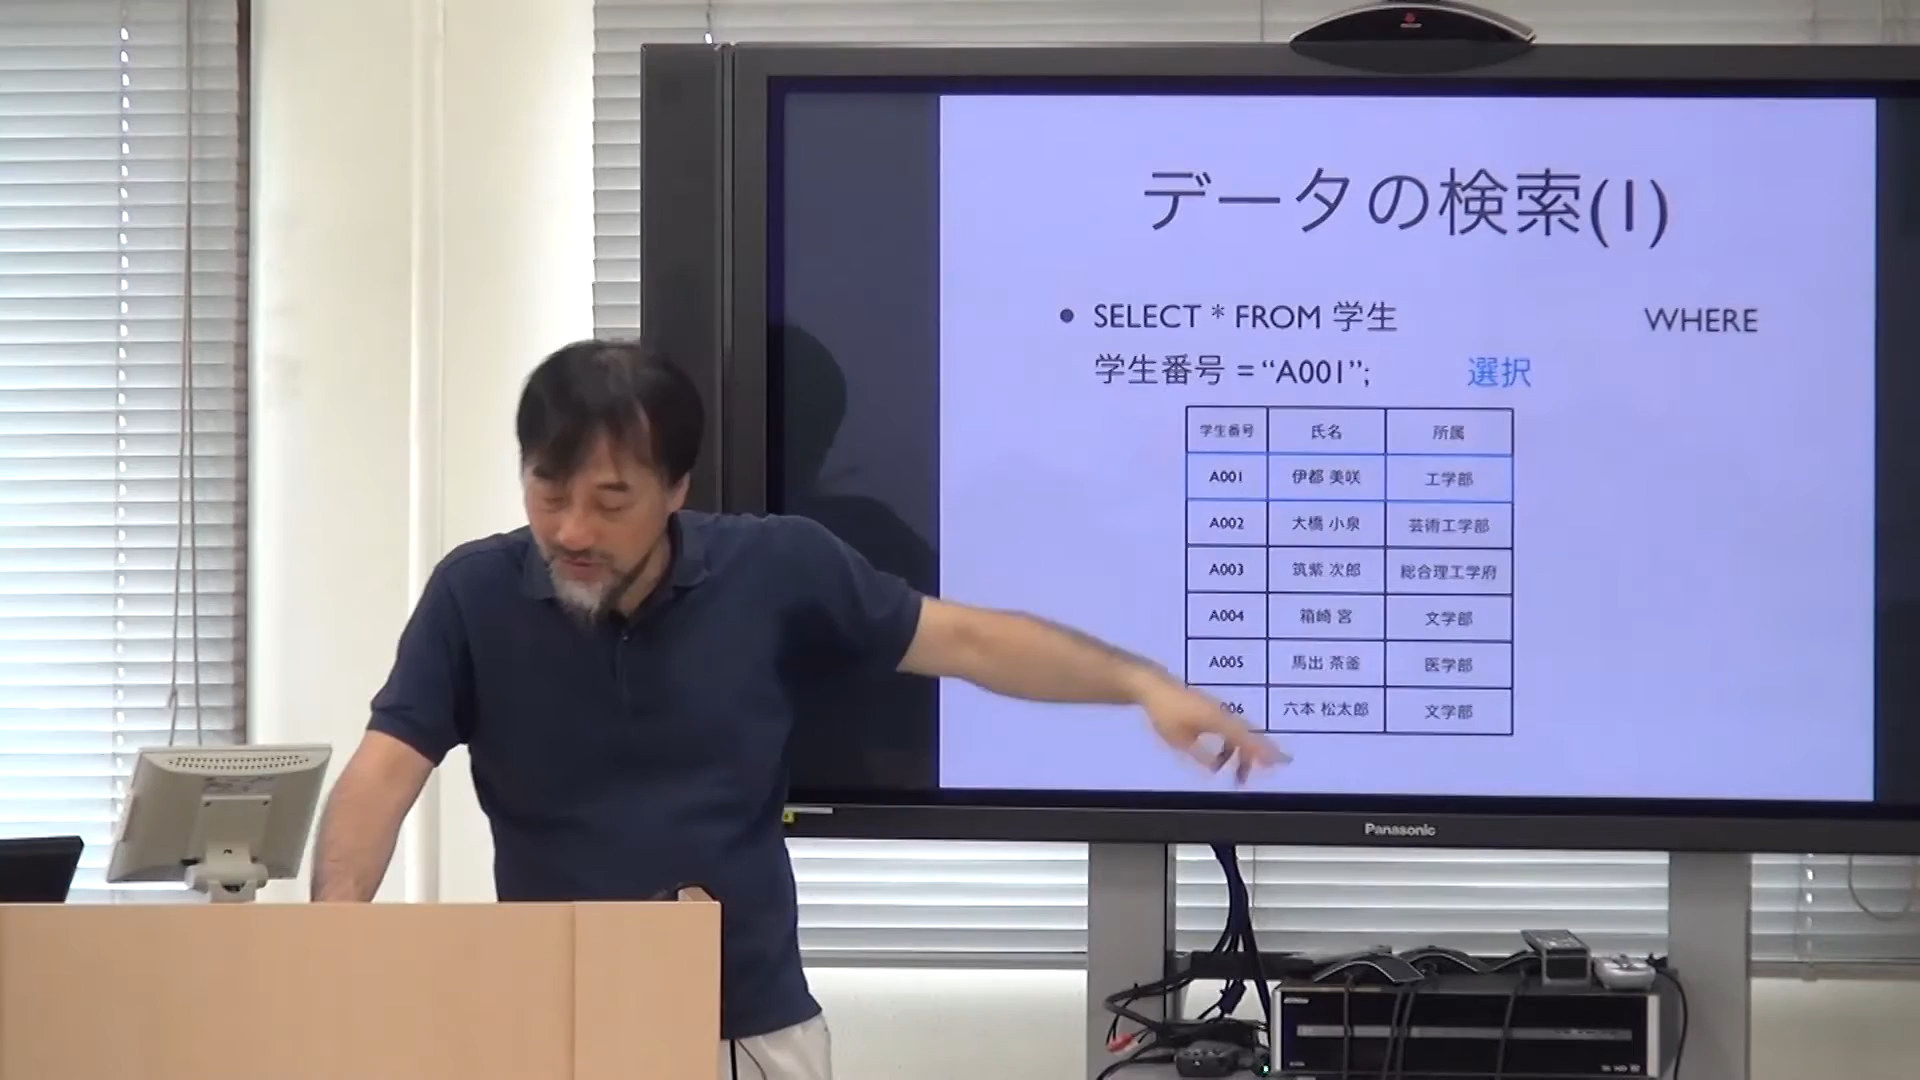 データの検索(1)
• SELECT * FROM 学生 WHERE
学生番号 = “A001”; 選択
学生番号 氏名 所属
A001 伊都 美咲 工学部
A002 大橋 小泉 芸術工学部
A003 筑紫 次郎 総合理工学府
A004 箱崎 宮 文学部
A005 馬出 茶釜 医学部
006 六本 松太郎 文学部
Panasonic